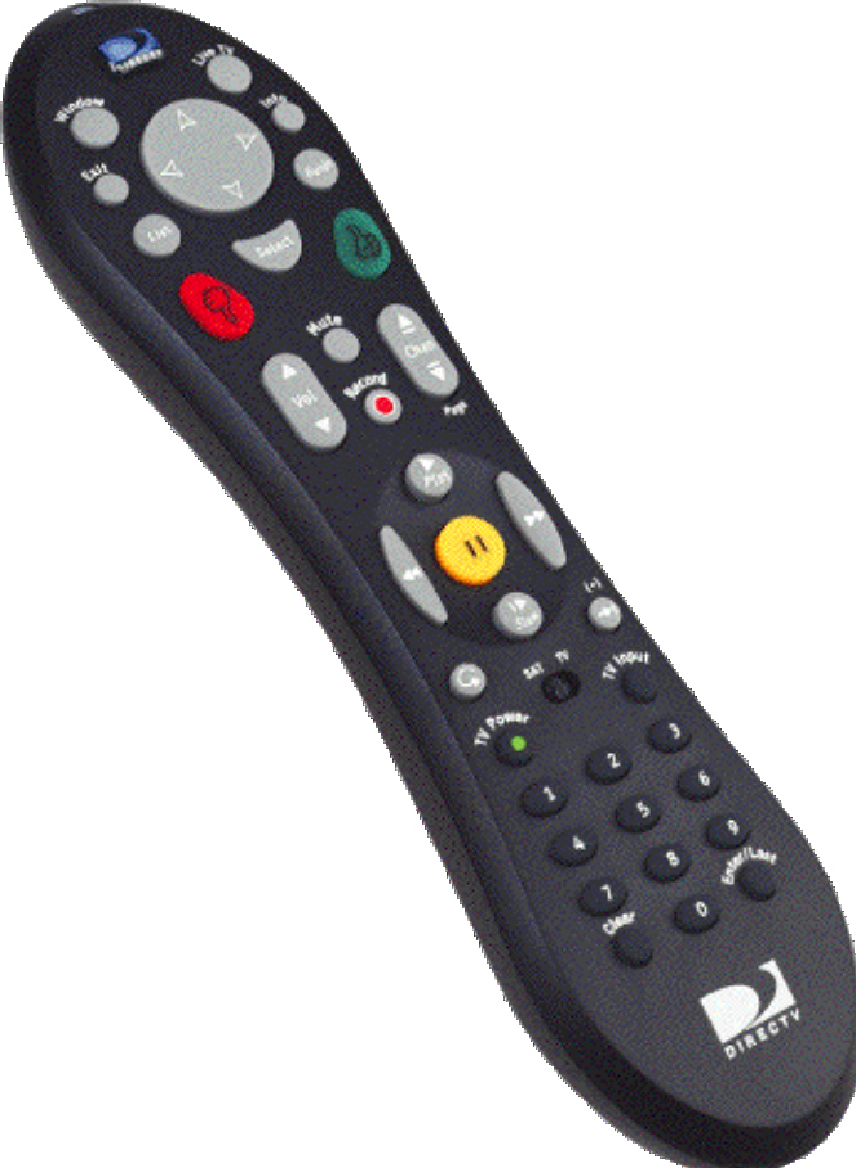 DIRECTV
Live TV
Window
Info
Exit
Guide
List
Select
Mute
Chan
Vol
Record
Page
Play
Slow
SAT TV
TV Input
TV Power
1 2 3
4 5 6
7 8 9
Clear 0 Enter/Last
DIRECTV